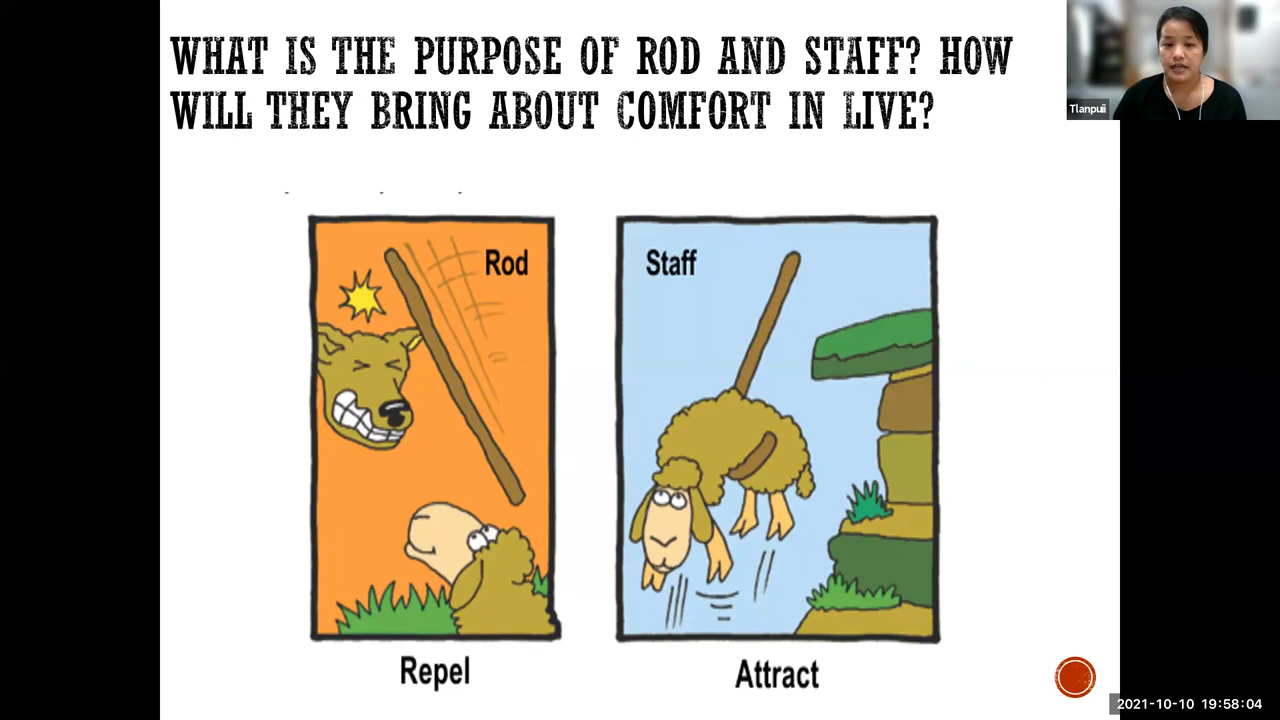 WHAT IS THE PURPOSE OF ROD AND STAFF? HOW
WILL THEY BRING ABOUT COMFORT IN LIVE?
Tlanpuii
Rod
Staff
Repel
Attract
2021-10-10 19:58:04